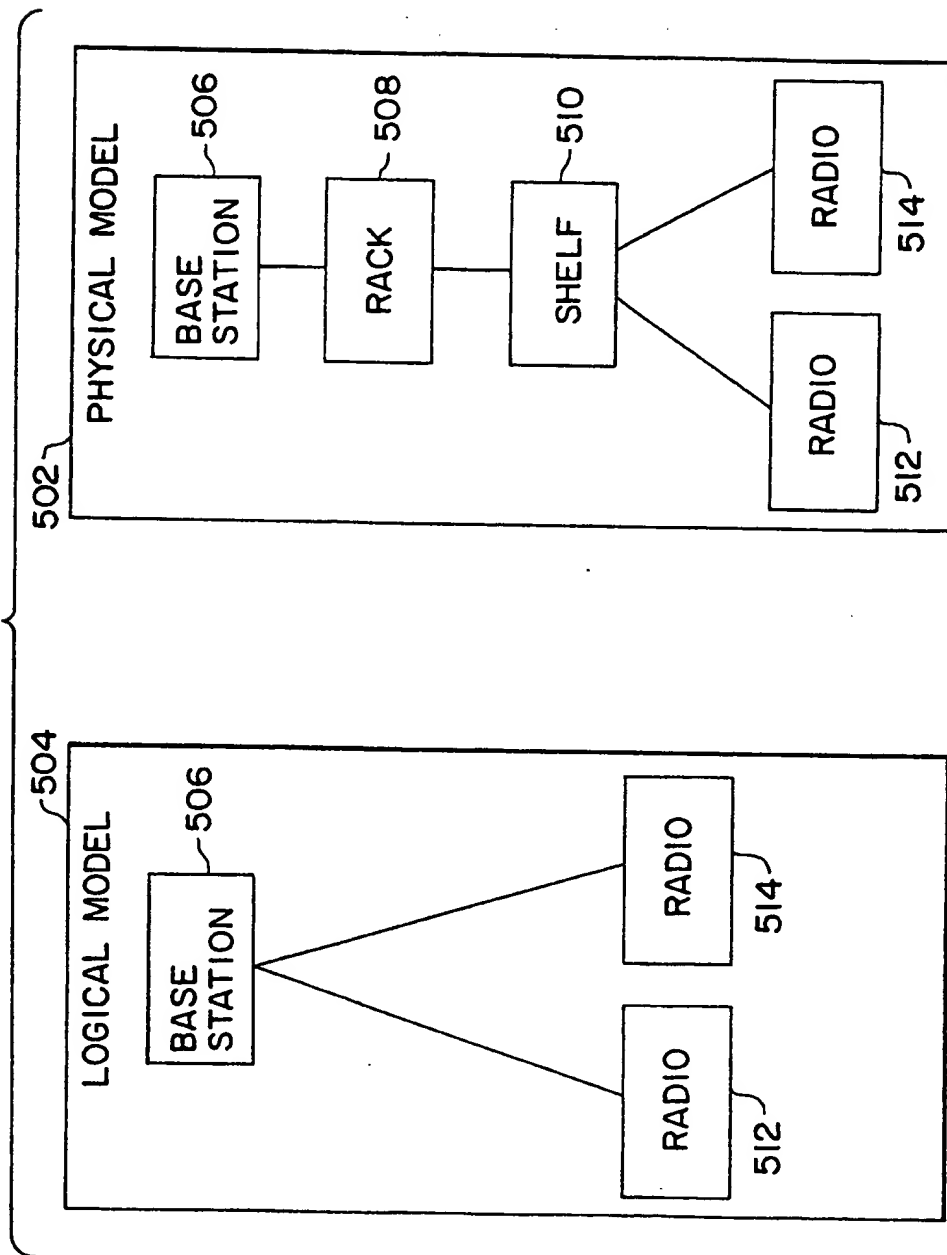 504
LOGICAL MODEL
BASE
STATION
506
RADIO
512
RADIO
514
502
PHYSICAL MODEL
BASE
STATION
506
RACK
508
SHELF
510
RADIO
512
RADIO
514